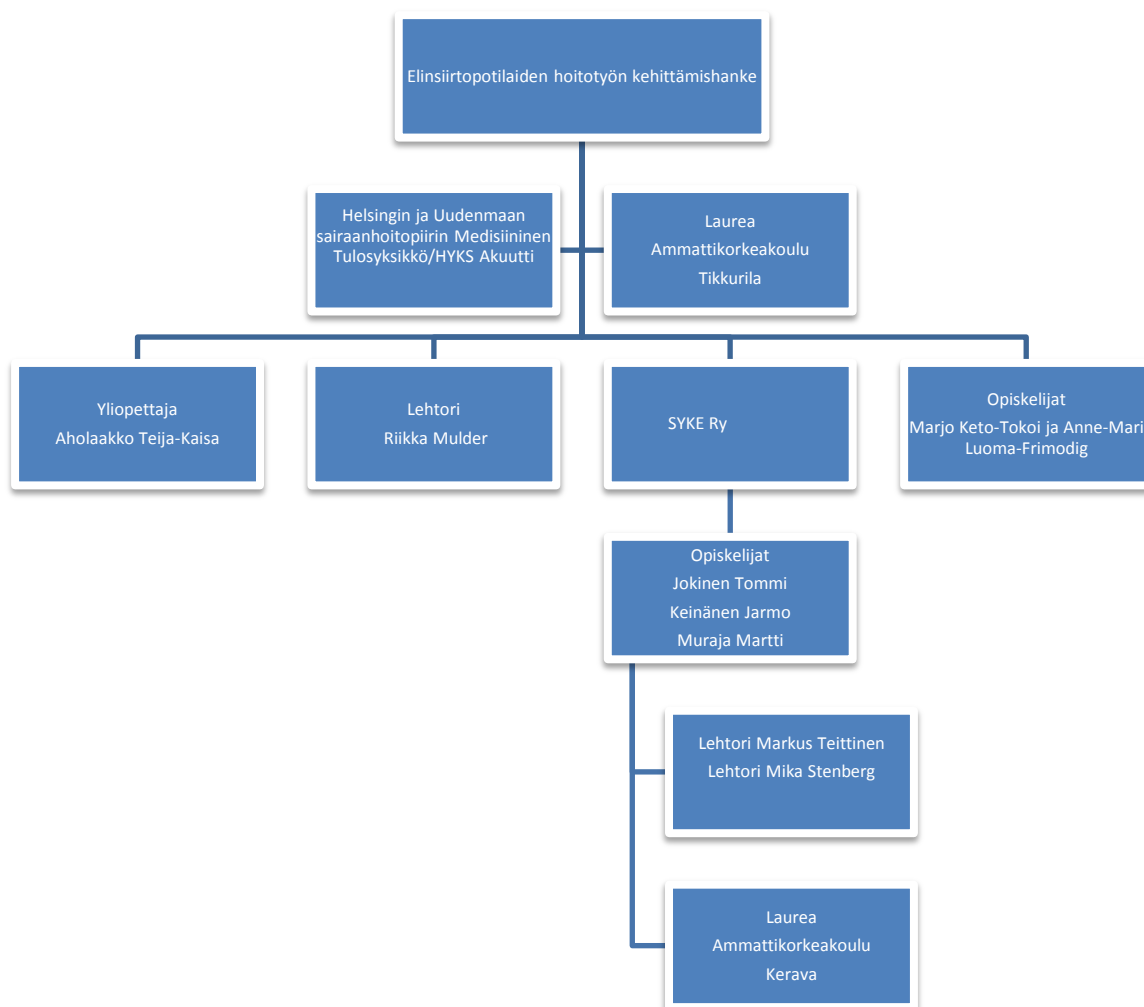 Elinsiirtopotilaiden hoitotyön kehittämishanke
Helsingin ja Uudenmaan
sairaanhoitopiirin Medisiininen
Tulosyksikkö/HYKS Akuutti
Laurea
Ammattikorkeakoulu
Tikkurila
Yliopettaja
Aholaakko Teija-Kaisa
Lehtori
Riikka Mulder
SYKE Ry
Opiskelijat
Marjo Keto-Tokoi ja Anne-Mari
Luoma-Frimodig
Opiskelijat
Jokinen Tommi
Keinänen Jarmo
Muraja Martti
Lehtori Markus Teittinen
Lehtori Mika Stenberg
Laurea
Ammattikorkeakoulu
Kerava